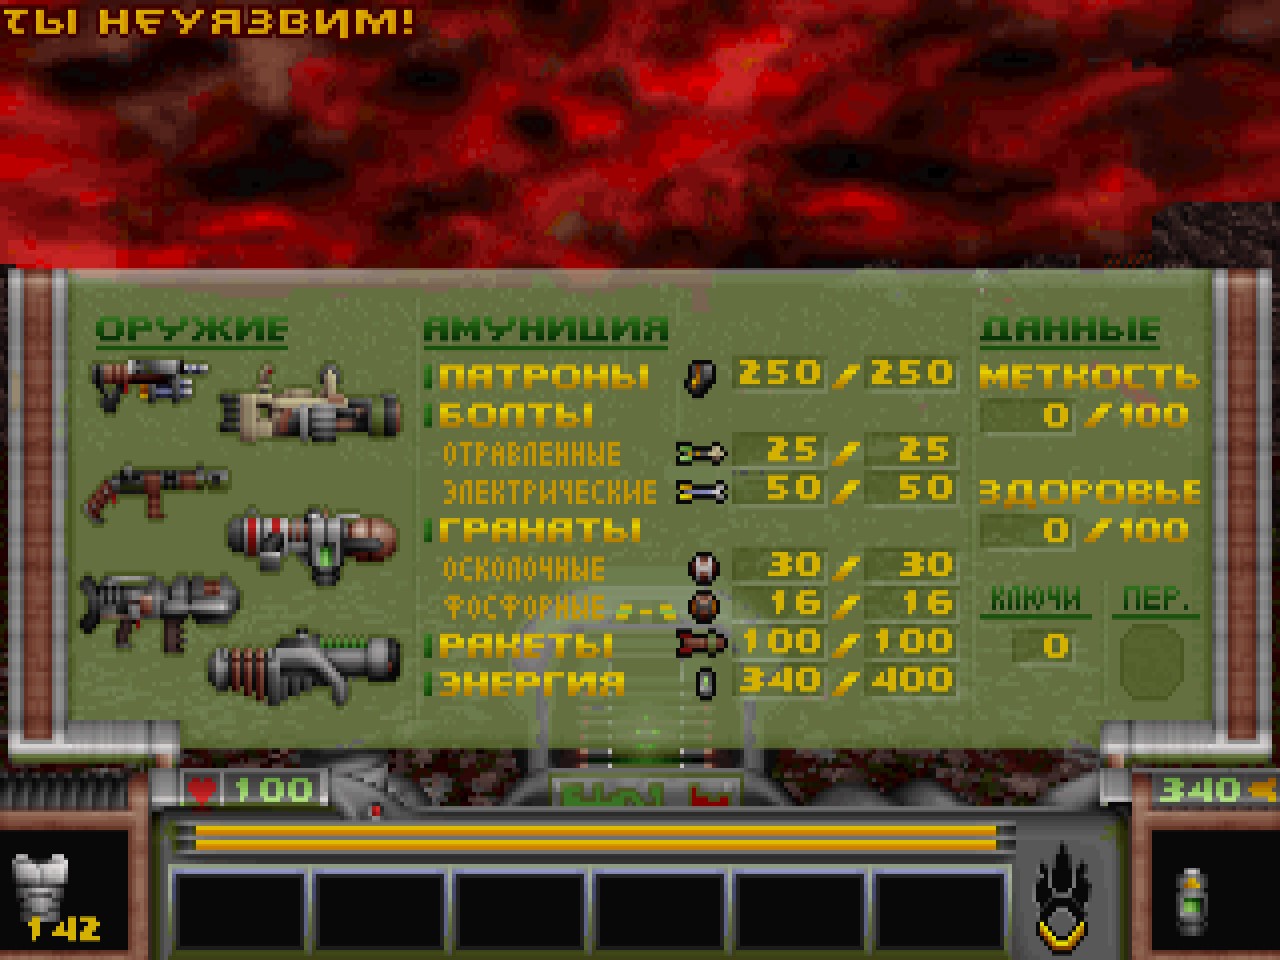 ТЫ НЕУЯЗВИМ!
ОРУЖИЕ АМУНИЦИЯ ДАННЫЕ
ПАТРОНЫ 250 / 250 МЕТКОСТЬ
БОЛТЫ 0 / 100
ОТРАВЛЕННЫЕ 25 / 25
ЭЛЕКТРИЧЕСКИЕ 50 / 50 ЗДОРОВЬЕ
ГРАНАТЫ 0 / 100
ОСКОЛОЧНЫЕ 30 / 30
ФОСФОРНЫЕ 16 / 16 КЛЮЧИ ПЕР.
РАКЕТЫ 100 / 100 0
ЭНЕРГИЯ 340 / 400
100 340
142